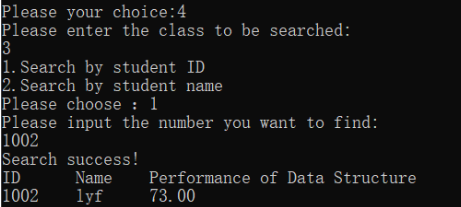 Please your choice:4
Please enter the class to be searched:
3
1.Search by student ID
2.Search by student name
Please choose : 1
Please input the number you want to find:
1002
Search success!
ID Name Performance of Data Structure
1002 lyf 73.00